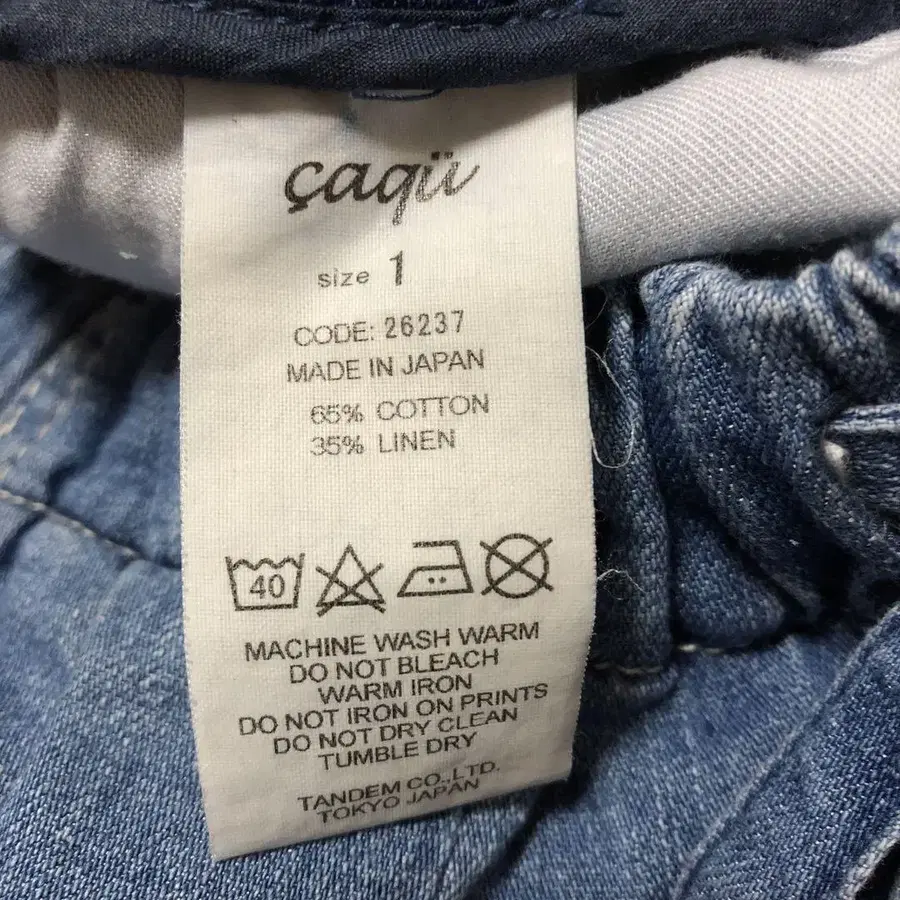 çaqü
size 1
CODE: 26237
MADE IN JAPAN
65% COTTON
35% LINEN
40
MACHINE WASH WARM
DO NOT BLEACH
WARM IRON
DO NOT IRON ON PRINTS
DO NOT DRY CLEAN
TUMBLE DRY
TANDEM CO.,LTD.
TOKYO JAPAN